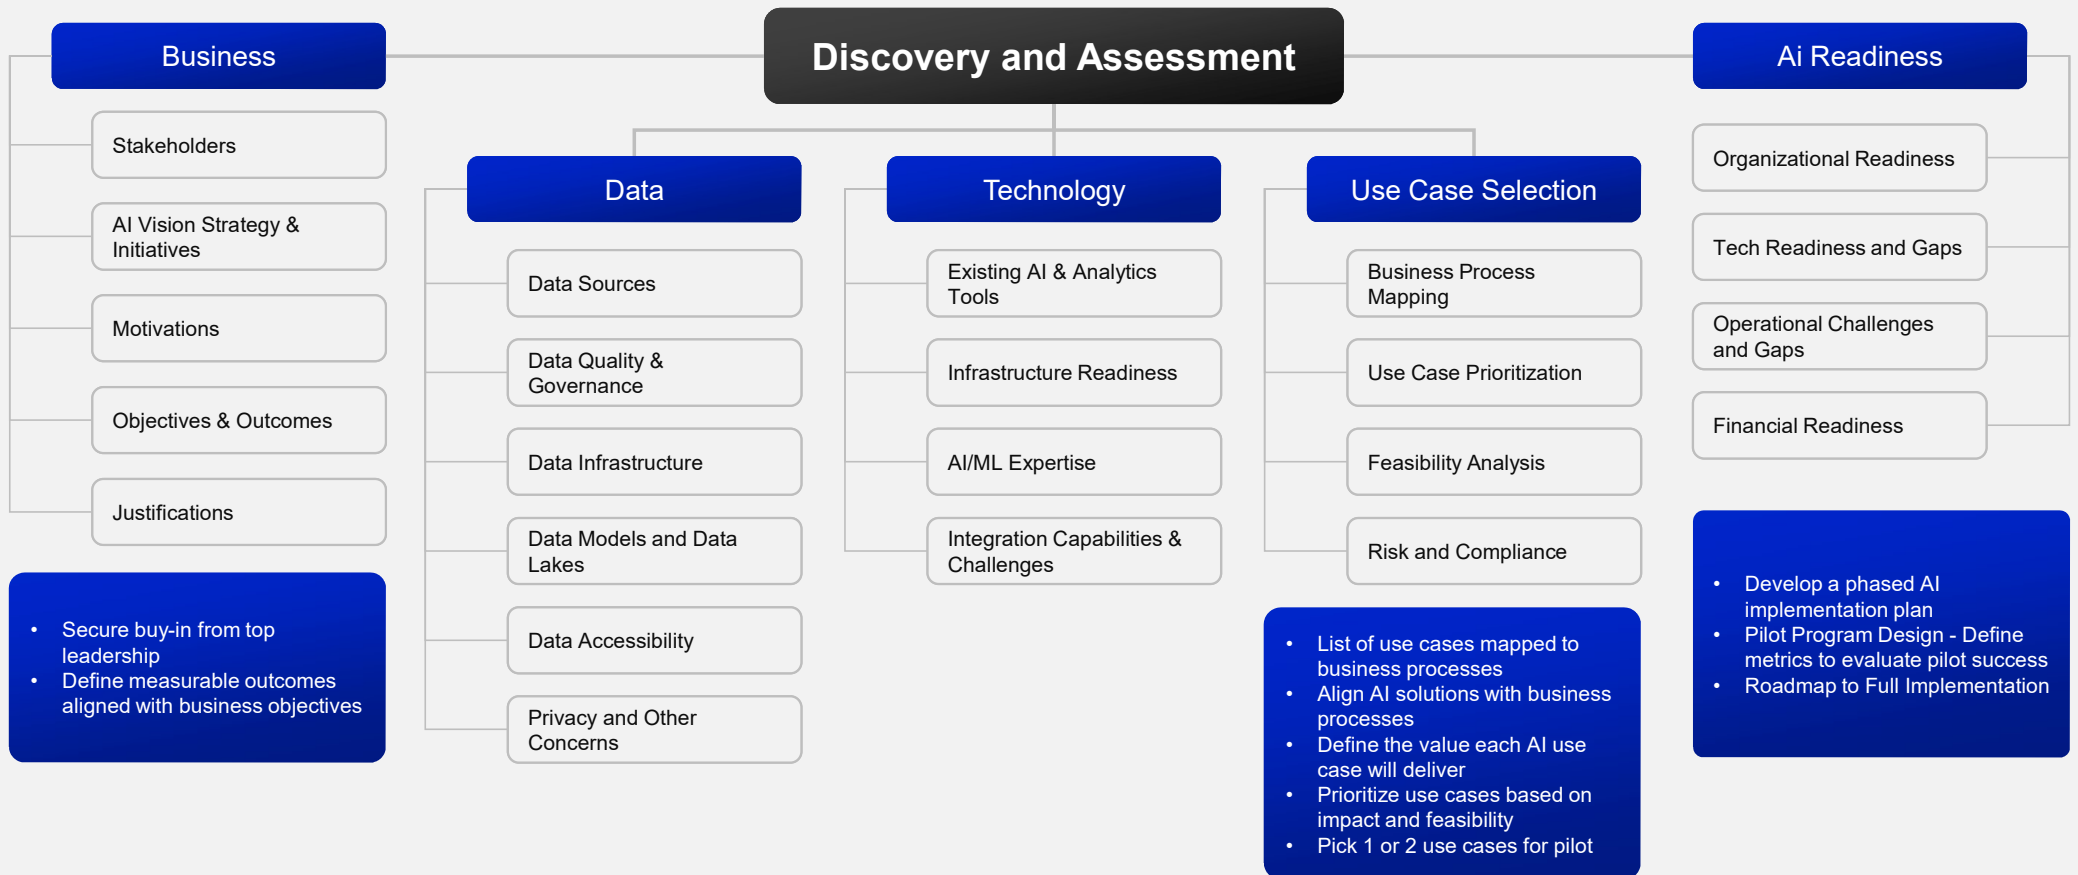 Discovery and Assessment
Business
Stakeholders
AI Vision Strategy &
Initiatives
Motivations
Objectives & Outcomes
Justifications
• Secure buy-in from top
leadership
• Define measurable outcomes
aligned with business objectives
Data
Data Sources
Data Quality &
Governance
Data Infrastructure
Data Models and Data
Lakes
Data Accessibility
Privacy and Other
Concerns
Technology
Existing AI & Analytics
Tools
Infrastructure Readiness
AI/ML Expertise
Integration Capabilities &
Challenges
Use Case Selection
Business Process
Mapping
Use Case Prioritization
Feasibility Analysis
Risk and Compliance
• List of use cases mapped to
business processes
• Align AI solutions with business
processes
• Define the value each AI use
case will deliver
• Prioritize use cases based on
impact and feasibility
• Pick 1 or 2 use cases for pilot
Ai Readiness
Organizational Readiness
Tech Readiness and Gaps
Operational Challenges
and Gaps
Financial Readiness
• Develop a phased AI
implementation plan
• Pilot Program Design - Define
metrics to evaluate pilot success
• Roadmap to Full Implementation